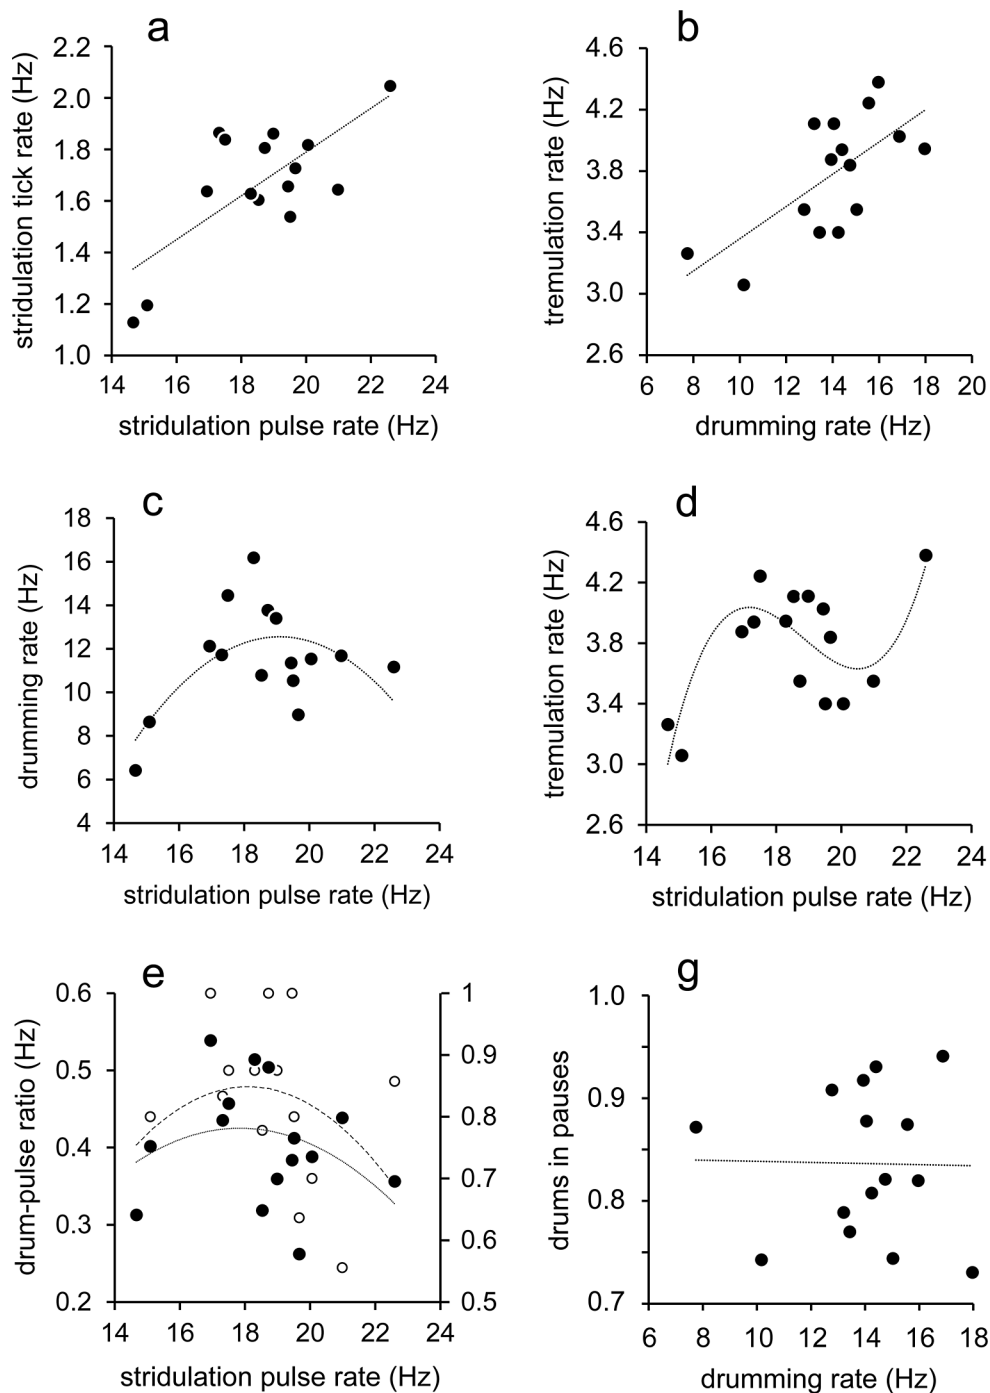 a
b
stridulation tick rate (Hz)
2.2
2.0
1.8
1.6
1.4
1.2
1.0
14 16 18 20 22 24
stridulation pulse rate (Hz)
tremulation rate (Hz)
4.6
4.2
3.8
3.4
3.0
2.6
6 10 12 14 16 18 20
drumming rate (Hz)
c
d
drumming rate (Hz)
18
16
14
12
10
8
6
4
14 16 18 20 22 24
stridulation pulse rate (Hz)
tremulation rate (Hz)
4.6
4.2
3.8
3.4
3.0
2.6
14 16 18 20 22 24
stridulation pulse rate (Hz)
e
g
drum-pulse ratio (Hz)
0.6
0.5
0.4
0.3
0.2
1
0.9
0.8
0.7
0.6
0.5
14 16 18 20 22 24
stridulation pulse rate (Hz)
drums in pauses
1.0
0.9
0.8
0.7
6 8 10 12 14 16 18
drumming rate (Hz)